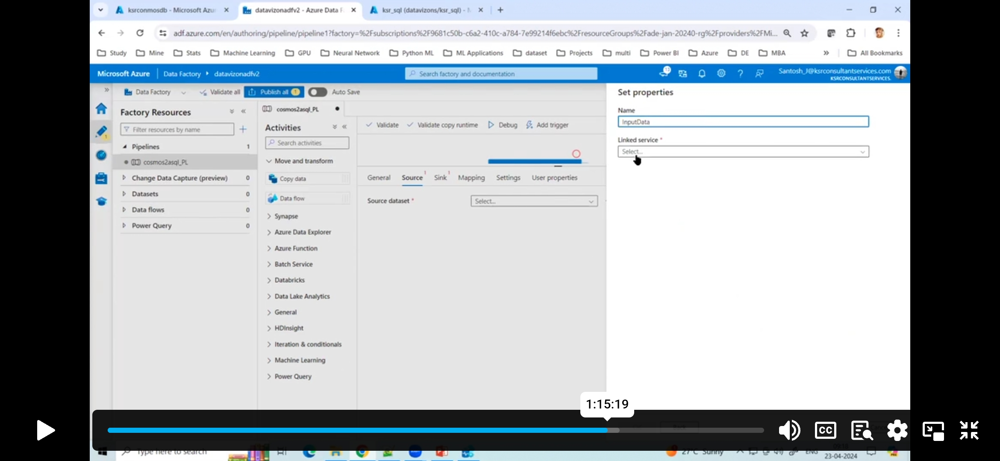 ksrconmosdb - Microsoft Azur
datavizonadfv2 - Azure Data F
ksr_sql (datavizons/ksr_sql) - M
adf.azure.com/en/authoring/pipeline/pipeline1?factory=%2Fsubscriptions%2F9681c50b-c6a2-410c-a784-7e99214f6ebc%2FresourceGroups%2Fade-jan-20240-rg%2Fproviders%2FMi...
Study Mine Stats Machine Learning GPU Neural Network Python ML ML Applications dataset Projects multi Power BI Azure DE MBA » All Bookmarks
Microsoft Azure Data Factory datavizonadfv2
Search factory and documentation
13
Santosh_J@ksrconsultantservices.com
KSRCONSULTANTSERVICES.
Data Factory Validate all Publish all 1 Auto Save
Factory Resources
Filter resources by name
Pipelines 1
cosmos2asql_PL
Change Data Capture (preview) 0
Datasets 0
Data flows 0
Power Query 0
1
cosmos2asql_PL
Activities
Search activities
Move and transform
Copy data
Data flow
Synapse
Azure Data Explorer
Azure Function
Batch Service
Databricks
Data Lake Analytics
General
HDInsight
Iteration & conditionals
Machine Learning
Power Query
Validate Validate copy runtime Debug Add trigger
General Source 1 Sink 1 Mapping Settings User properties
Source dataset *
Select...
Set properties
Name
InputData
Linked service *
Select...
1:15:19
CC
Type here to search
27°C Sunny
ENG
09:18
23-04-2024